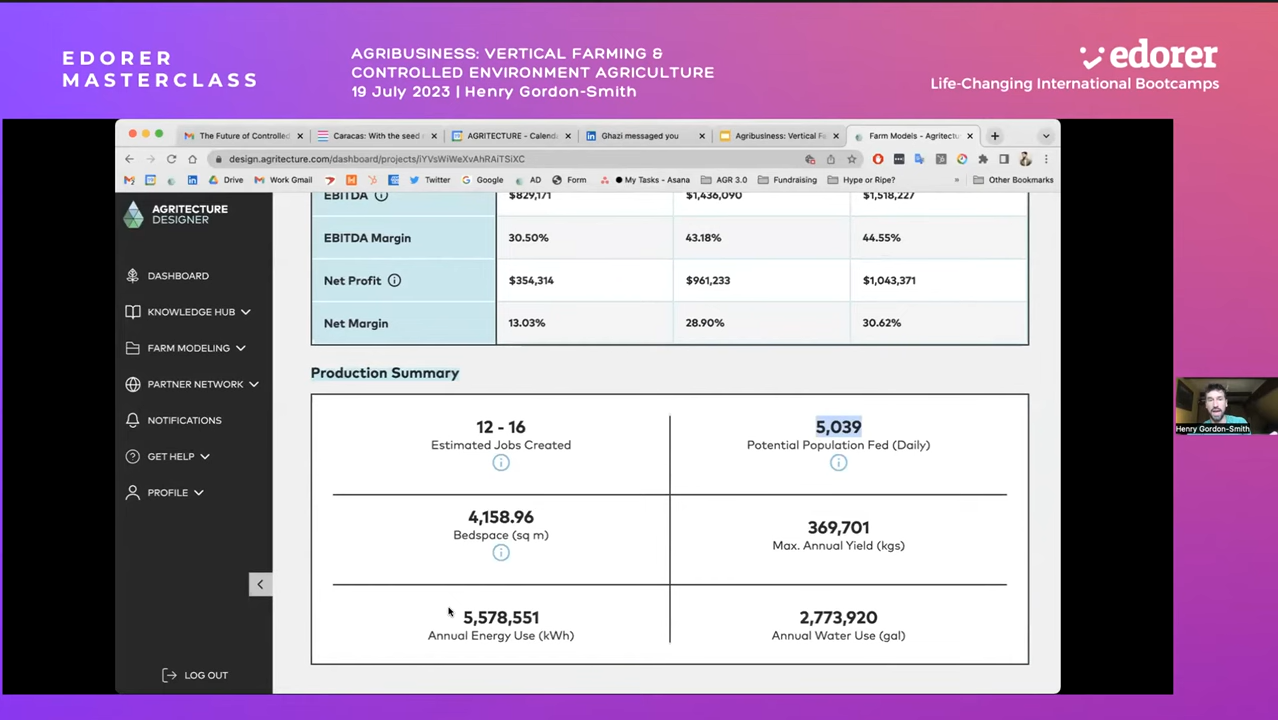 EDORER
MASTERCLASS
AGRIBUSINESS: VERTICAL FARMING &
CONTROLLED ENVIRONMENT AGRICULTURE
19 July 2023 | Henry Gordon-Smith
edorer
Life-Changing International Bootcamps
The Future of Controlled
Caracas: With the seed
AGRITECTURE - Calend
Ghazi messaged you
Agribusiness: Vertical F
Farm Models - Agritectu
design.agritecture.com/dashboard/projects/iYVsWiWeXvAhRAiTSiXC
Drive
Work Gmail
Twitter
Google
AD
Form
My Tasks - Asana
AGR 3.0
Fundraising
Hype or Ripe?
»
Other Bookmarks
AGRITECTURE
DESIGNER
DASHBOARD
KNOWLEDGE HUB
FARM MODELING
PARTNER NETWORK
NOTIFICATIONS
GET HELP
PROFILE
LOG OUT
EBITDA $829,171 $1,436,090 $1,518,227
EBITDA Margin 30.50% 43.18% 44.55%
Net Profit $354,314 $961,233 $1,043,371
Net Margin 13.03% 28.90% 30.62%
Production Summary
12 - 16
Estimated Jobs Created
5,039
Potential Population Fed (Daily)
4,158.96
Bedspace (sq m)
369,701
Max. Annual Yield (kgs)
5,578,551
Annual Energy Use (kWh)
2,773,920
Annual Water Use (gal)
Henry Gordon-Smith